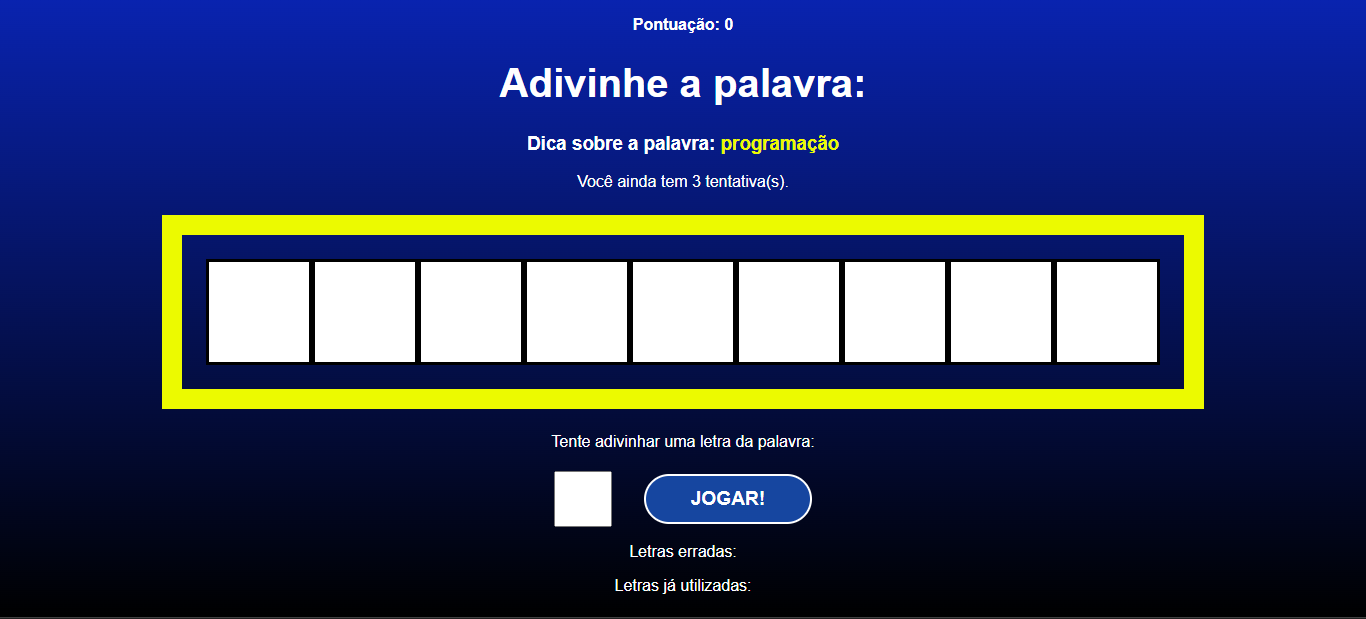 Pontuação: 0
Adivinhe a palavra:
Dica sobre a palavra: programação
Você ainda tem 3 tentativa(s).
Tente adivinhar uma letra da palavra:
JOGAR!
Letras erradas:
Letras já utilizadas: